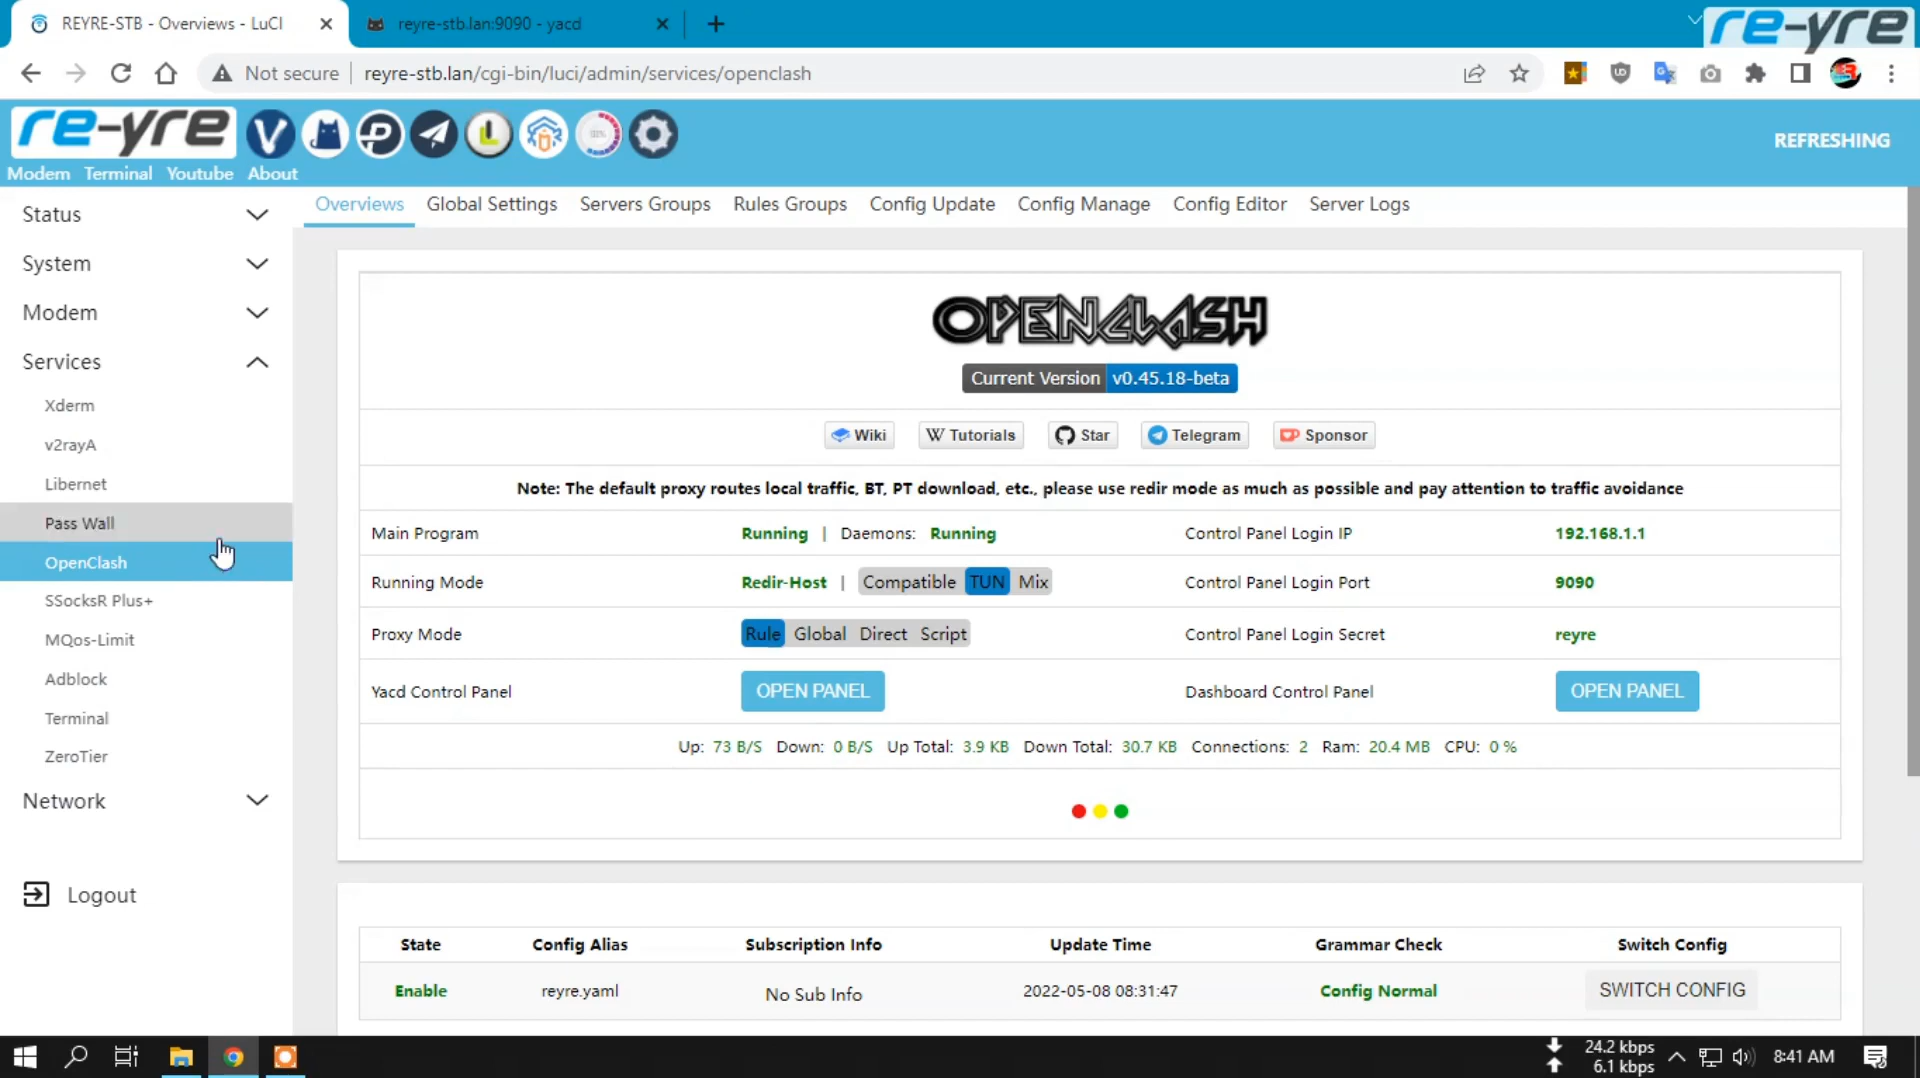 REYRE-STB - Overviews - LuCI
reyre-stb.lan:9090 - yacd
re-yre
Not secure
reyre-stb.lan/cgi-bin/luci/admin/services/openclash
re-yre
100%
REFRESHING
Modem Terminal Youtube About
Status
System
Modem
Services
Xderm
v2rayA
Libernet
Pass Wall
OpenClash
SSocksR Plus+
MQos-Limit
Adblock
Terminal
ZeroTier
Network
Logout
Overviews Global Settings Servers Groups Rules Groups Config Update Config Manage Config Editor Server Logs
OPENCLASH
Current Version v0.45.18-beta
Wiki W Tutorials Star Telegram Sponsor
Note: The default proxy routes local traffic, BT, PT download, etc., please use redir mode as much as possible and pay attention to traffic avoidance
Main Program Running | Daemons: Running Control Panel Login IP 192.168.1.1
Running Mode Redir-Host | Compatible TUN Mix Control Panel Login Port 9090
Proxy Mode Rule Global Direct Script Control Panel Login Secret reyre
Yacd Control Panel OPEN PANEL Dashboard Control Panel OPEN PANEL
Up: 73 B/S Down: 0 B/S Up Total: 3.9 KB Down Total: 30.7 KB Connections: 2 Ram: 20.4 MB CPU: 0 %
State Config Alias Subscription Info Update Time Grammar Check Switch Config
Enable reyre.yaml No Sub Info 2022-05-08 08:31:47 Config Normal SWITCH CONFIG
24.2 kbps
6.1 kbps
8:41 AM